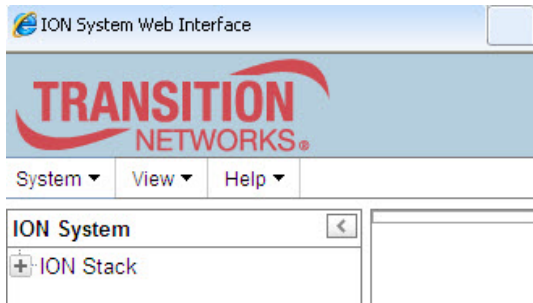 ION System Web Interface
TRANSITION
NETWORKS®
System View Help
ION System
ION Stack